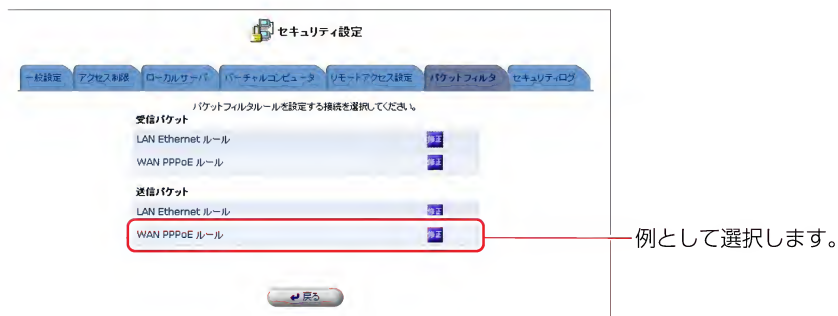 セキュリティ設定
一般設定 アクセス制限 ローカルサーバ バーチャルコンピュータ リモートアクセス設定 パケットフィルタ セキュリティログ
パケットフィルタルールを設定する接続を選択してください。
受信パケット
LAN Ethernet ルール 修正
WAN PPPoE ルール 修正
送信パケット
LAN Ethernet ルール 修正
WAN PPPoE ルール 修正
例として選択します。
戻る